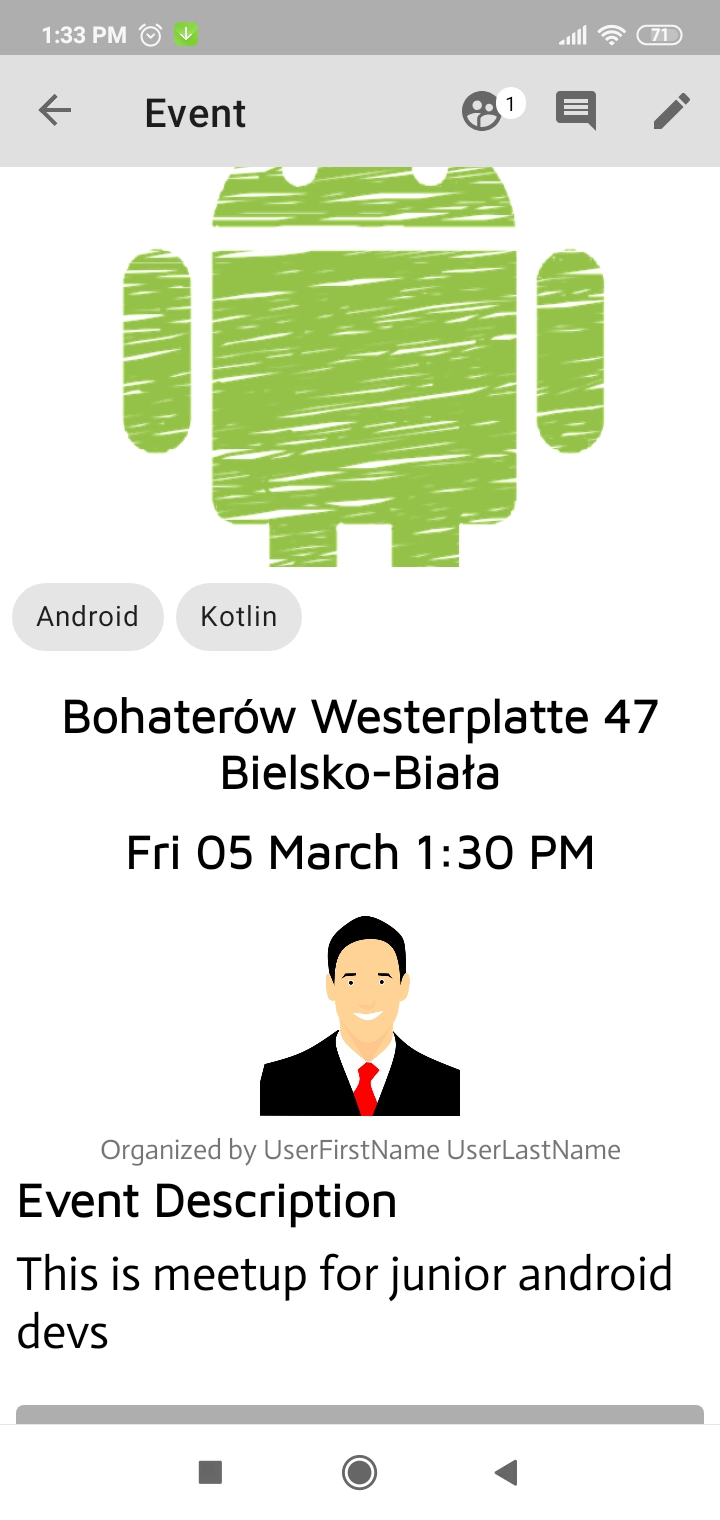 1:33 PM
71
Event
1
Android
Kotlin
Bohaterów Westerplatte 47
Bielsko-Biała
Fri 05 March 1:30 PM
Organized by UserFirstName UserLastName
Event Description
This is meetup for junior android
devs